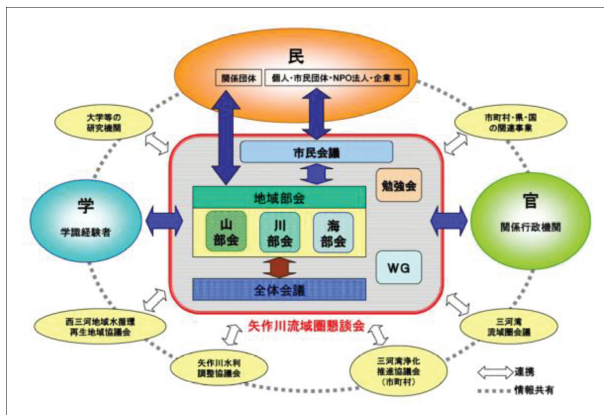 民
関係団体
個人・市民団体・NPO法人・企業 等
大学等の
研究機関
市町村・県・国
の関連事業
市民会議
勉強会
地域部会
学
学識経験者
山
部会
川
部会
海
部会
官
関係行政機関
WG
全体会議
矢作川流域圏懇談会
西三河地域水循環
再生地域協議会
三河湾
流域圏会議
矢作川水利
調整協議会
三河湾浄化
推進協議会
(市町村)
連携
情報共有